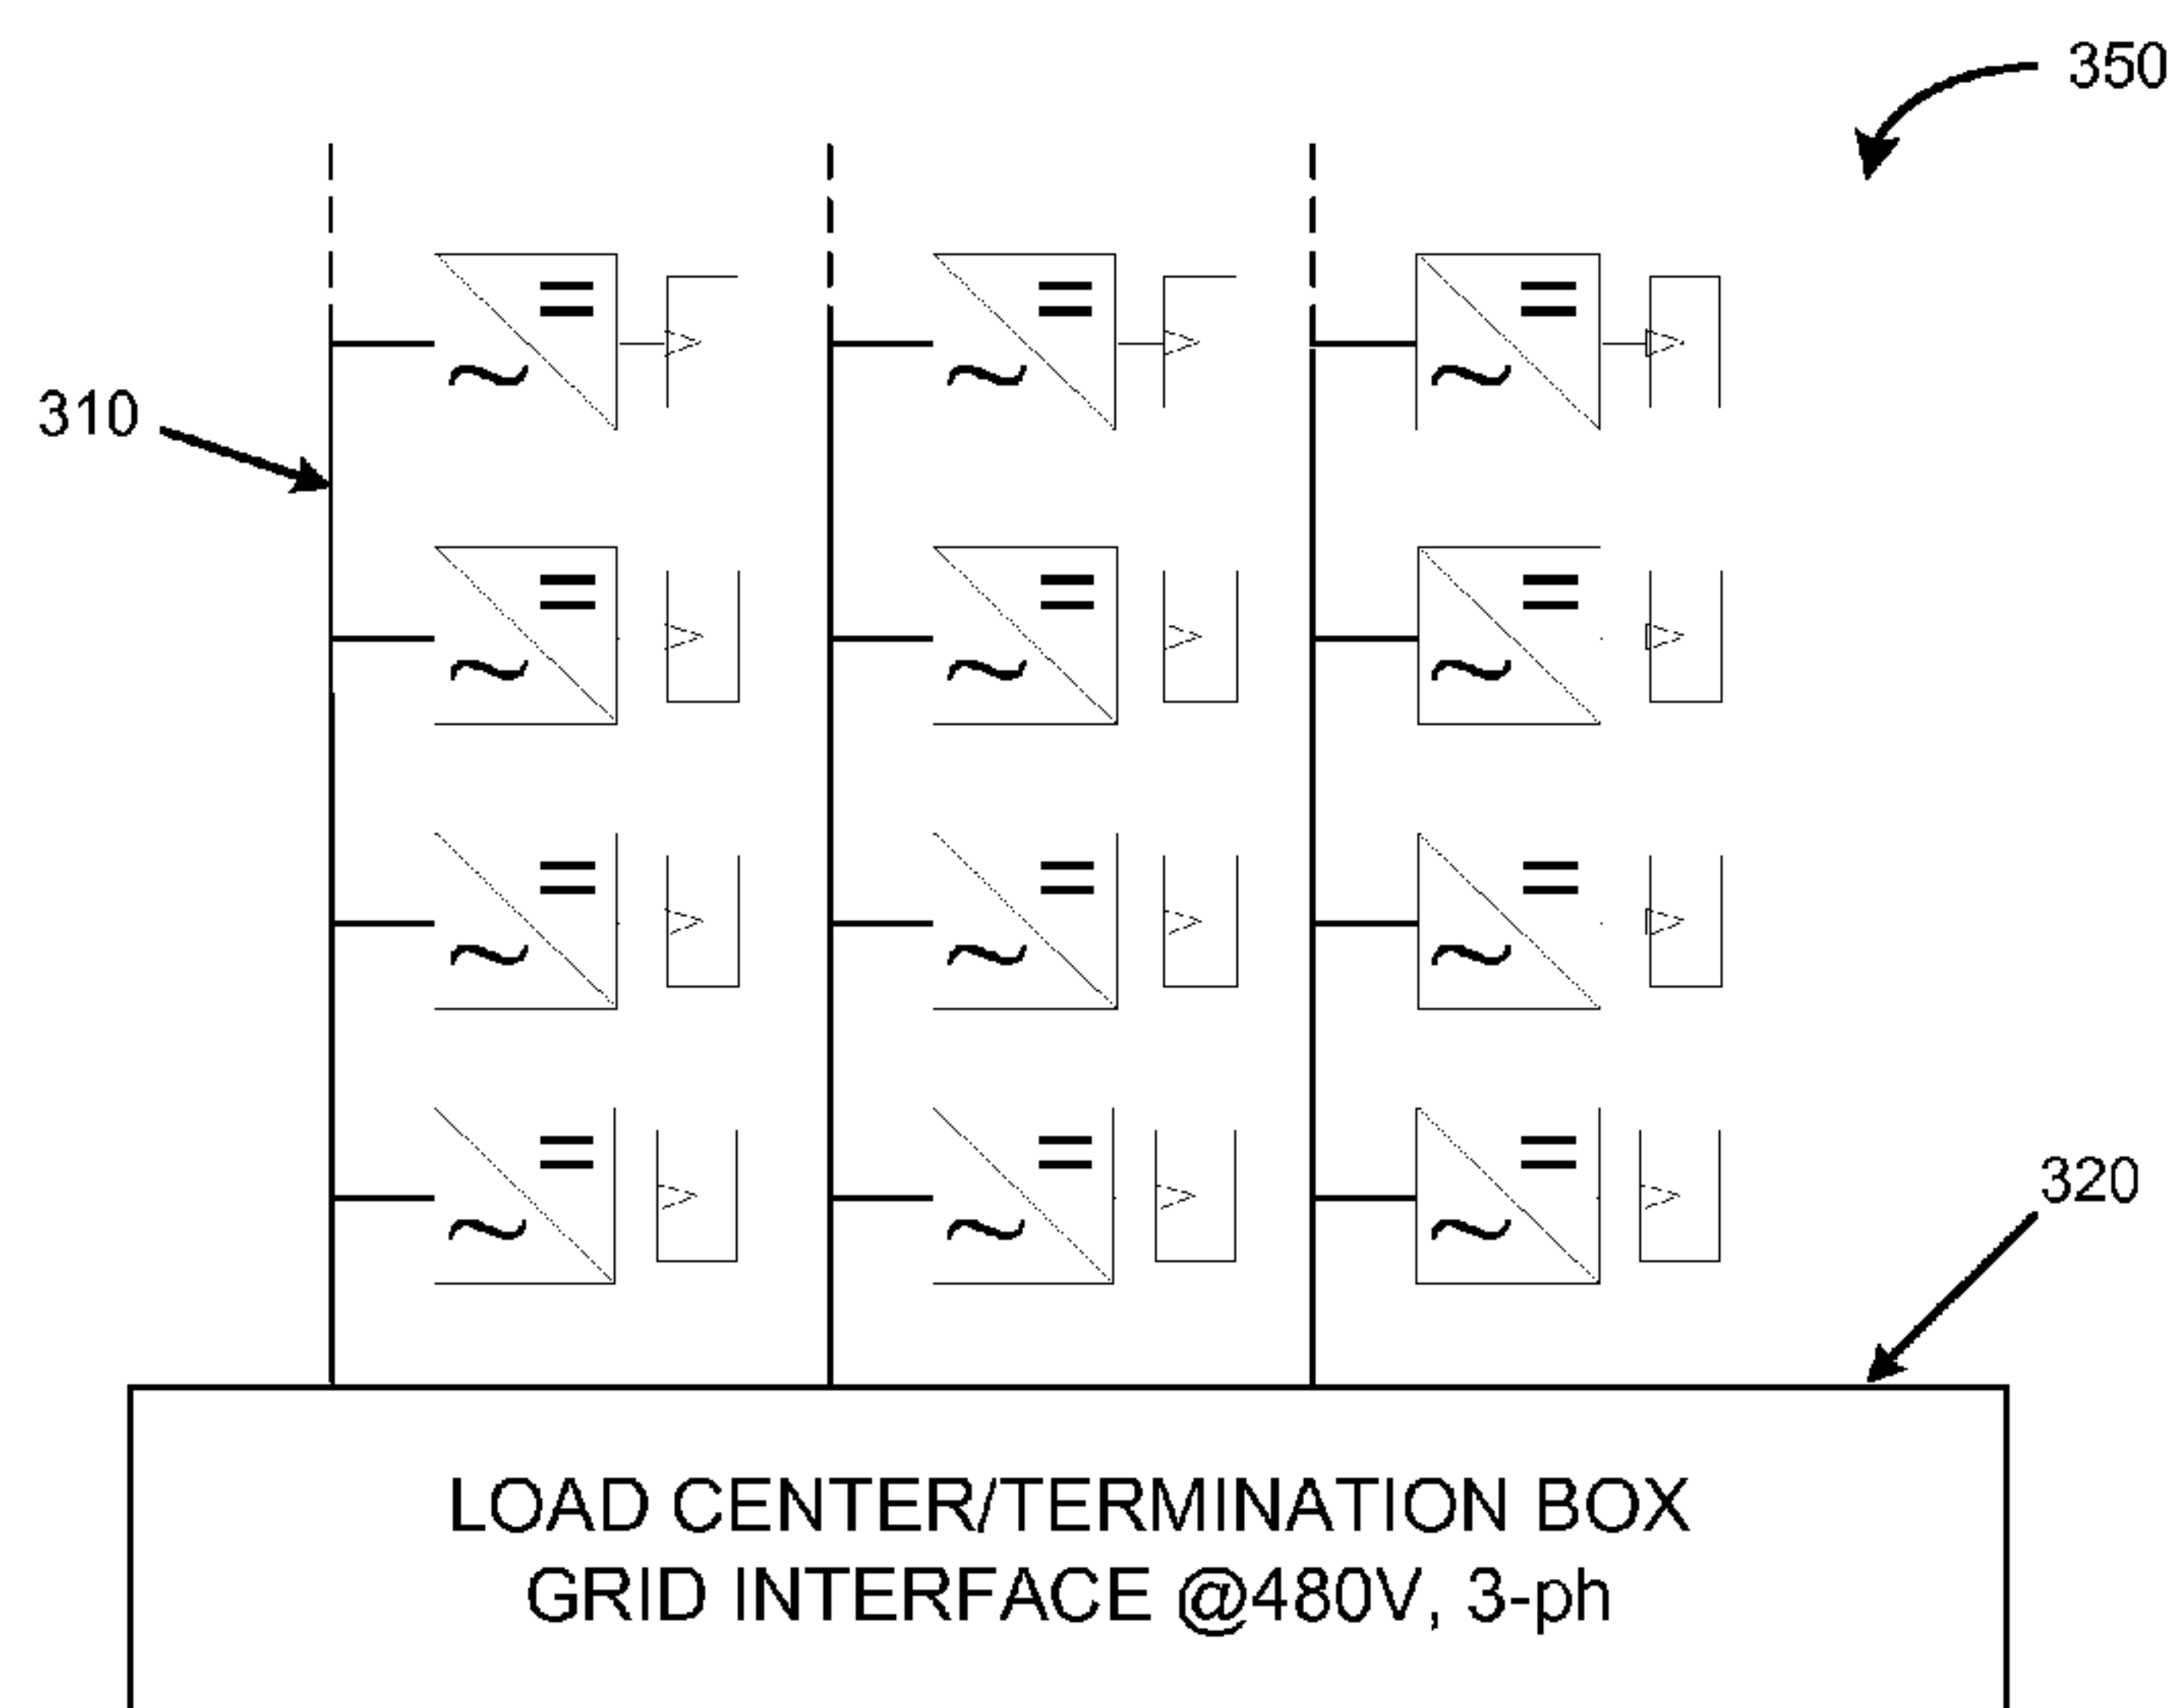 350
310
320
LOAD CENTER/TERMINATION BOX
GRID INTERFACE @480V, 3-ph